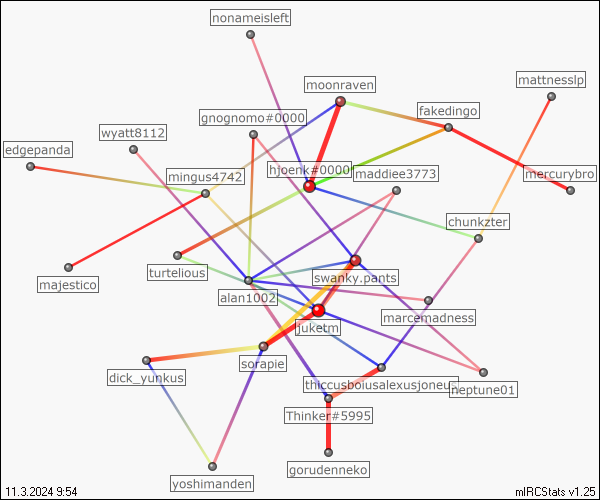 nonameisleft
moonraven
mattnesslp
gnognomo#0000
fakedingo
wyatt8112
edgepanda
hjoenk#0000
maddiee3773
mercurybro
mingus4742
chunkzter
turtelious
swanky.pants
majestico
alan1002
marcemadness
juketm
sorapie
dick_yunkus
thiccusboiusalexusjoneus
neptune01
Thinker#5995
gorudenneko
yoshimanden
11.3.2024 9:54
mIRCStats v1.25